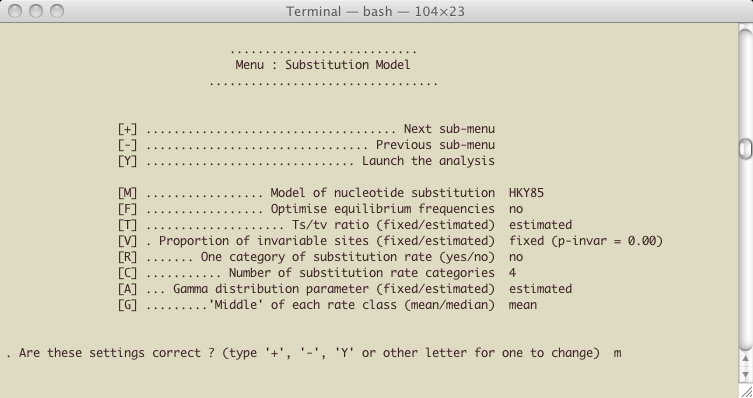 Terminal — bash — 104×23
...........................
Menu : Substitution Model
.................................
[+] .................................... Next sub-menu
[-] ................................ Previous sub-menu
[Y] .............................. Launch the analysis
[M] ................. Model of nucleotide substitution HKY85
[F] ................. Optimise equilibrium frequencies no
[T] .................... Ts/tv ratio (fixed/estimated) estimated
[V] . Proportion of invariable sites (fixed/estimated) fixed (p-invar = 0.00)
[R] ....... One category of substitution rate (yes/no) no
[C] ........... Number of substitution rate categories 4
[A] ... Gamma distribution parameter (fixed/estimated) estimated
[G] .........'Middle' of each rate class (mean/median) mean
. Are these settings correct ? (type '+', '-', 'Y' or other letter for one to change) m